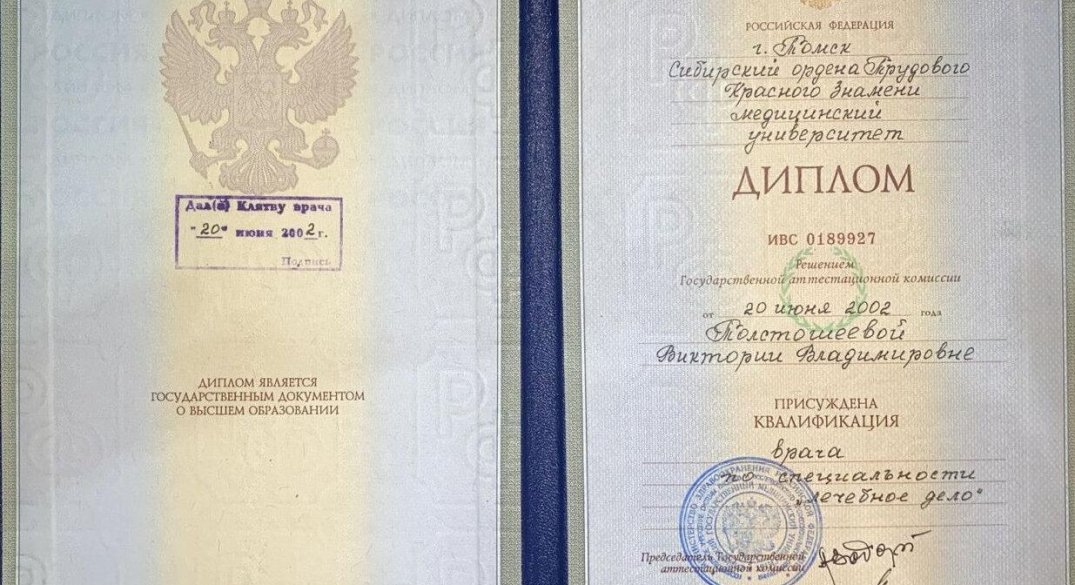 Дал(а) Клятву врача
"20" июня 2002 г.
Подпись
ДИПЛОМ ЯВЛЯЕТСЯ
ГОСУДАРСТВЕННЫМ ДОКУМЕНТОМ
О ВЫСШЕМ ОБРАЗОВАНИИ
РОССИЙСКАЯ ФЕДЕРАЦИЯ
г. Томск
Сибирский ордена Трудового
Красного Знамени
медицинский
университет
ДИПЛОМ
ИВС 0189927
Решением
Государственной аттестационной комиссии
от 20 июня 2002 года
Толстошеевой
Виктории Владимировне
ПРИСУЖДЕНА
КВАЛИФИКАЦИЯ
врача
по специальности
"лечебное дело"
Председатель Государственной
аттестационной комиссии